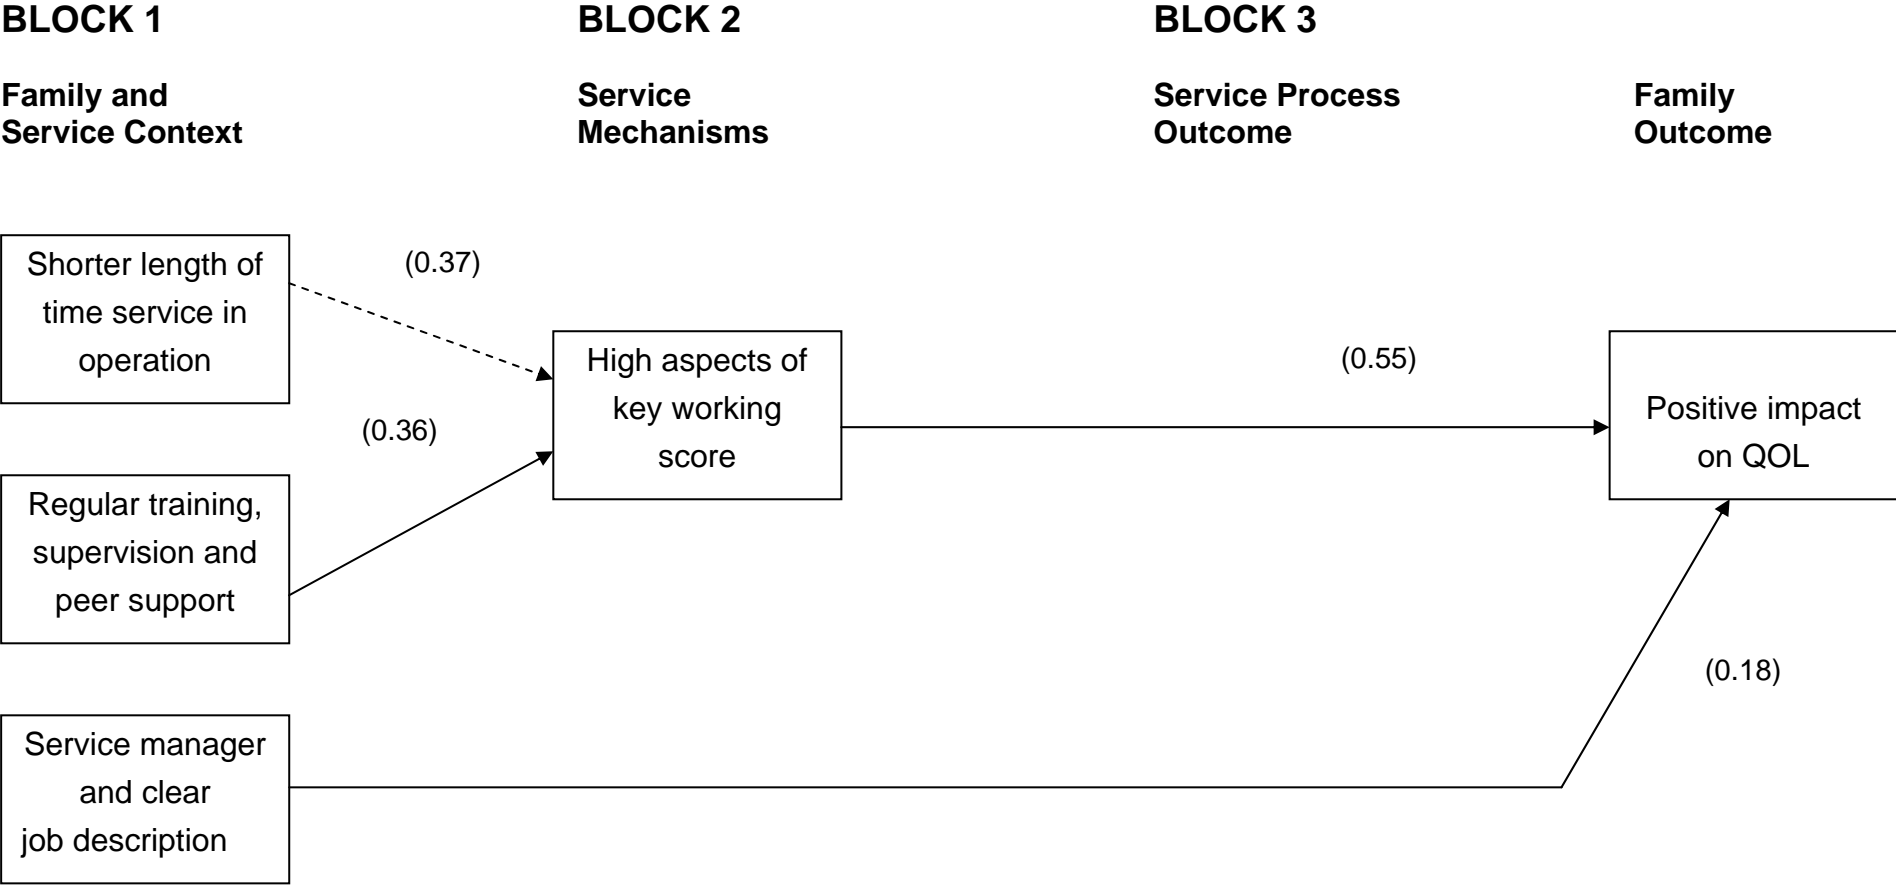 BLOCK 1
BLOCK 2
BLOCK 3
Family and
Service Context
Service
Mechanisms
Service Process
Outcome
Family
Outcome
Shorter length of
time service in
operation
(0.37)
(0.36)
Regular training,
supervision and
peer support
High aspects of
key working
score
(0.55)
Positive impact
on QOL
(0.18)
Service manager
and clear
job description